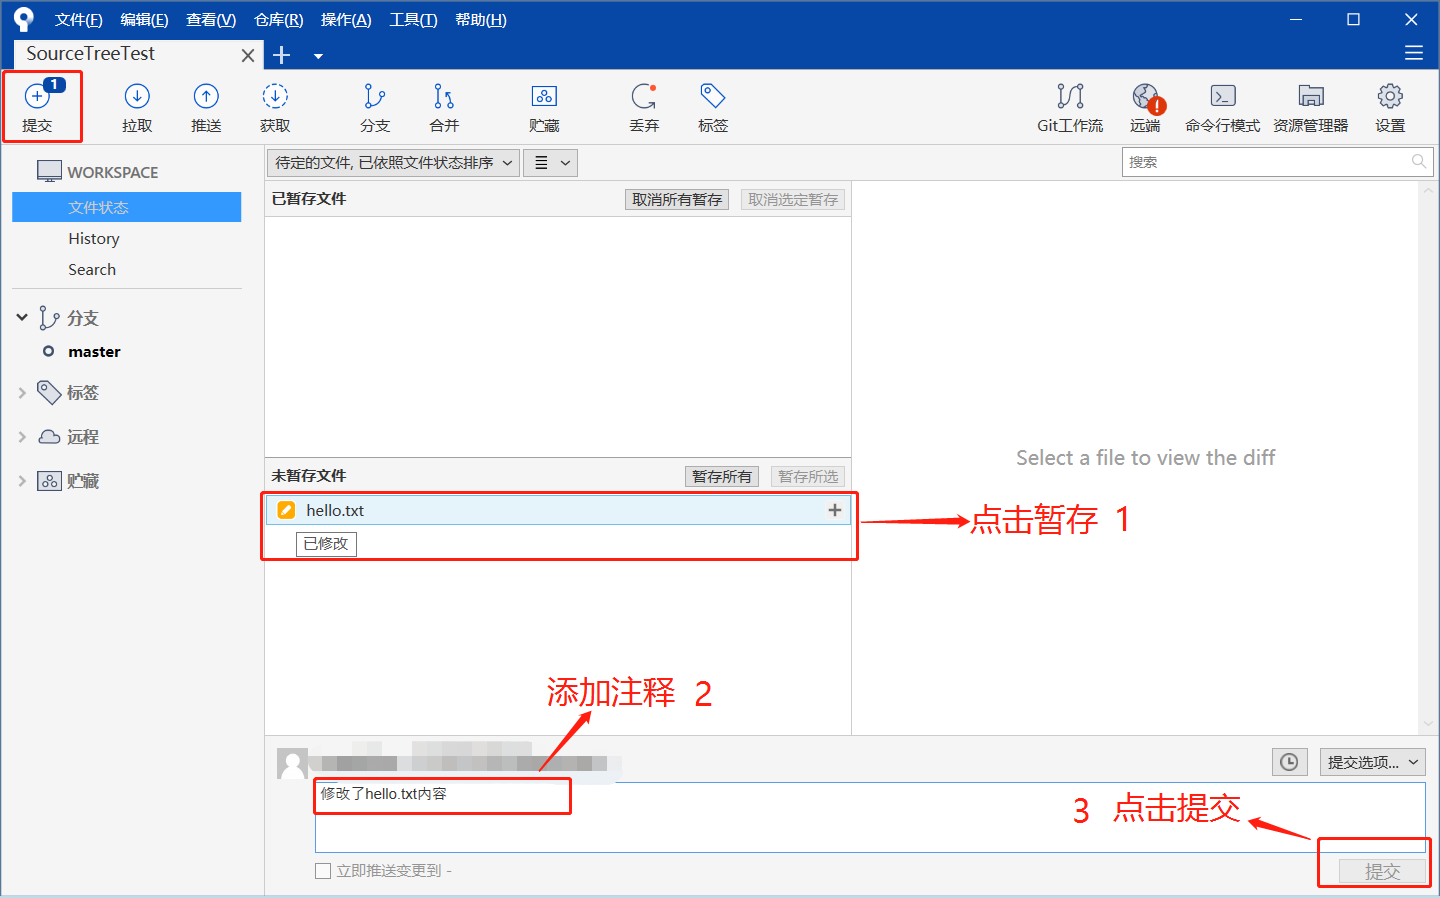 文件(F) 编辑(E) 查看(V) 仓库(R) 操作(A) 工具(T) 帮助(H)
SourceTreeTest
1
提交 拉取 推送 获取 分支 合并 贮藏 丢弃 标签 Git工作流 远端 命令行模式 资源管理器 设置
WORKSPACE
文件状态
History
Search
分支
master
标签
远程
贮藏
待定的文件, 已依照文件状态排序
搜索
已暂存文件 取消所有暂存 取消选定暂存
Select a file to view the diff
未暂存文件 暂存所有 暂存所选
hello.txt
已修改
点击暂存 1
添加注释 2
提交选项...
修改了hello.txt内容
3 点击提交
立即推送变更到 -
提交